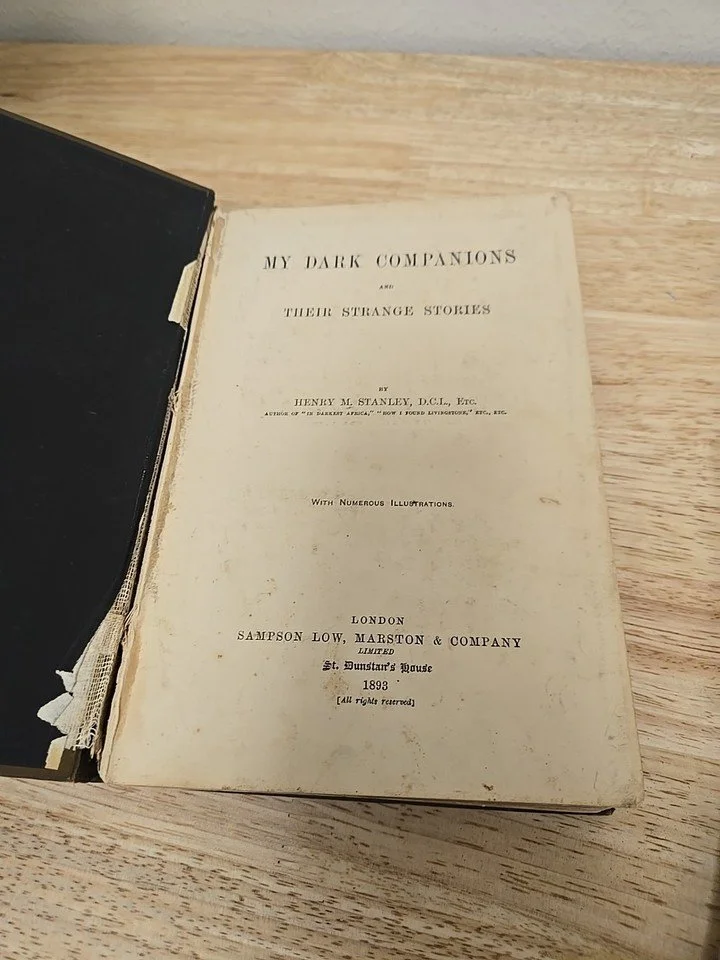 MY DARK COMPANIONS
AND
THEIR STRANGE STORIES
BY
HENRY M. STANLEY, D.C.L., ETC.
AUTHOR OF "IN DARKEST AFRICA," "HOW I FOUND LIVINGSTONE," ETC., ETC.
WITH NUMEROUS ILLUSTRATIONS.
LONDON
SAMPSON LOW, MARSTON & COMPANY
LIMITED
St. Dunstan's House
1893
[All rights reserved]